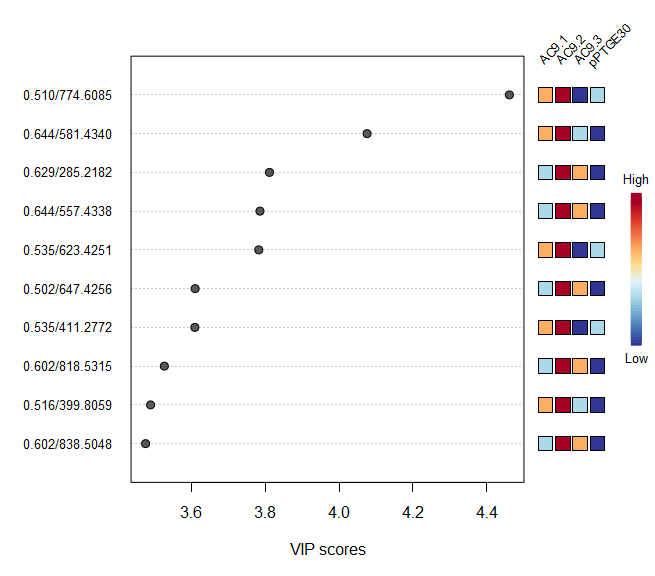 AC9.1
AC9.2
AC9.3
pPTGE30
0.510/774.6085
0.644/581.4340
0.629/285.2182
0.644/557.4338
0.535/623.4251
0.502/647.4256
0.535/411.2772
0.602/818.5315
0.516/399.8059
0.602/838.5048
High
Low
3.6 3.8 4.0 4.2 4.4
VIP scores